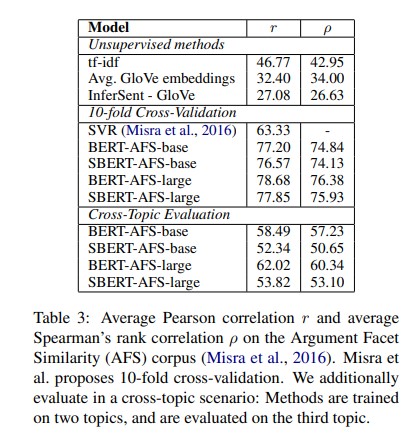 Model r ρ
Unsupervised methods
tf-idf 46.77 42.95
Avg. GloVe embeddings 32.40 34.00
InferSent - GloVe 27.08 26.63
10-fold Cross-Validation
SVR (Misra et al., 2016) 63.33 -
BERT-AFS-base 77.20 74.84
SBERT-AFS-base 76.57 74.13
BERT-AFS-large 78.68 76.38
SBERT-AFS-large 77.85 75.93
Cross-Topic Evaluation
BERT-AFS-base 58.49 57.23
SBERT-AFS-base 52.34 50.65
BERT-AFS-large 62.02 60.34
SBERT-AFS-large 53.82 53.10
Table 3: Average Pearson correlation r and average
Spearman's rank correlation ρ on the Argument Facet
Similarity (AFS) corpus (Misra et al., 2016). Misra et
al. proposes 10-fold cross-validation. We additionally
evaluate in a cross-topic scenario: Methods are trained
on two topics, and are evaluated on the third topic.